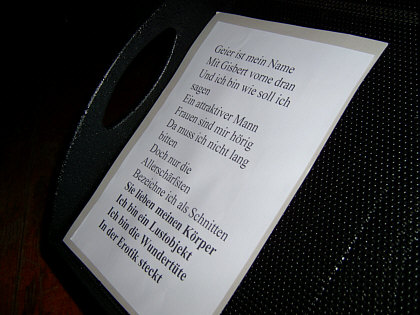 Geier ist mein Name
Mit Gisbert vorne dran
Und ich bin wie soll ich
sagen
Ein attraktiver Mann
Frauen sind mir hörig
Da muss ich nicht lang
bitten
Doch nur die
Allerschärfsten
Bezeichne ich als Schnitten
Sie lieben meinen Körper
Ich bin ein Lustobjekt
Ich bin die Wundertüte
In der Erotik steckt